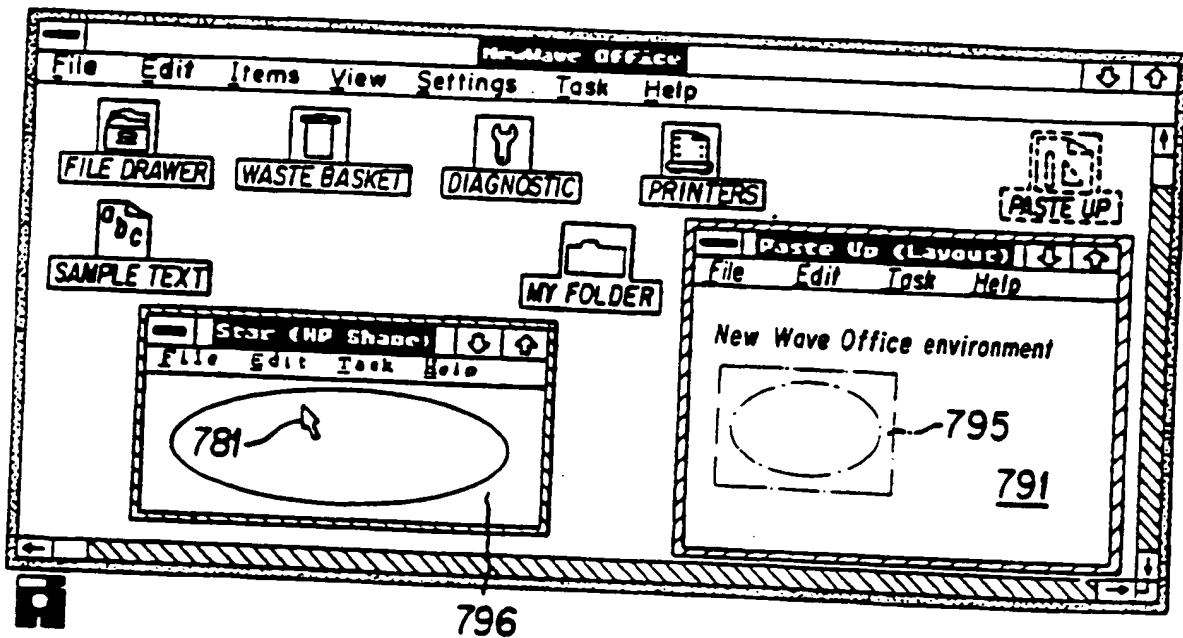 NewWave Office
File Edit Items View Settings Task Help
FILE DRAWER WASTE BASKET DIAGNOSTIC PRINTERS PASTE UP
abc
SAMPLE TEXT MY FOLDER
Paste Up (Layout)
File Edit Task Help
Star (HP Shape)
File Edit Task Help
New Wave Office environment
781
795
791
796